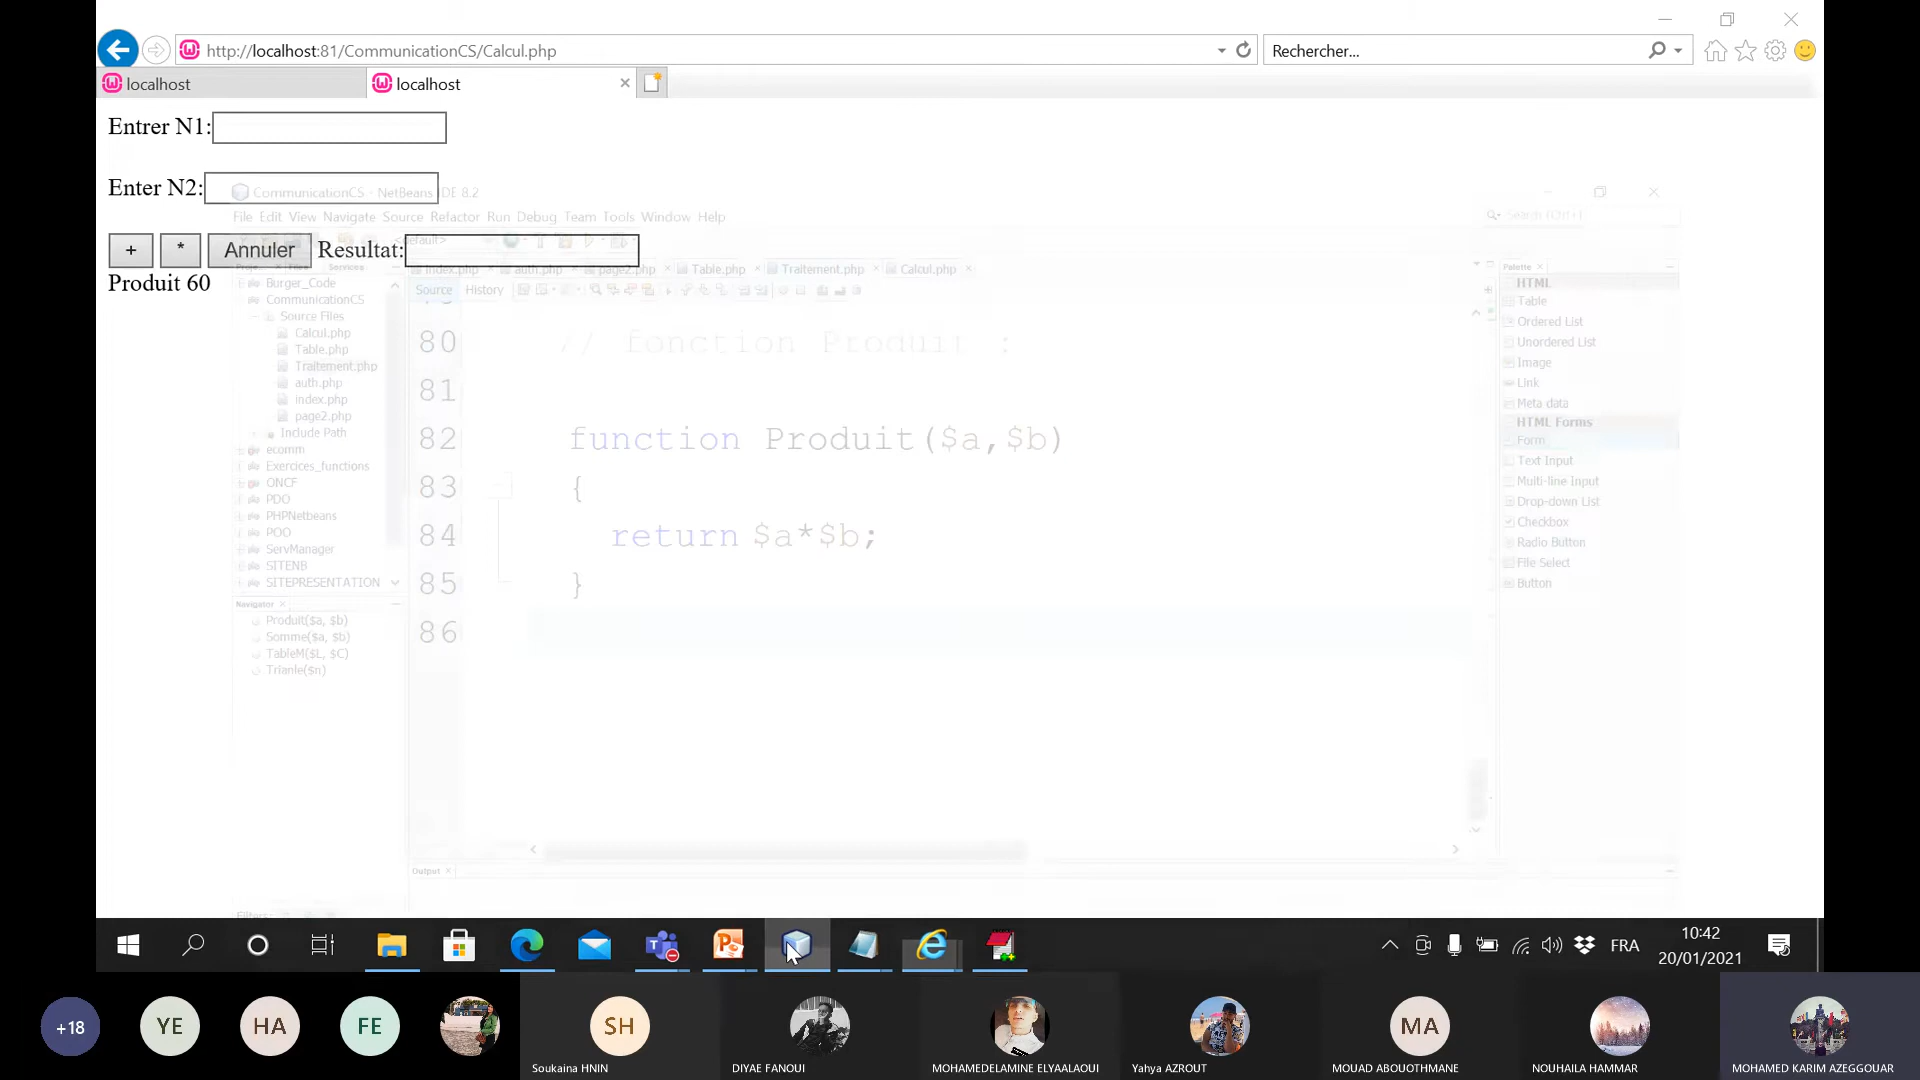 http://localhost:81/CommunicationCS/Calcul.php
Rechercher...
localhost
localhost
Entrer N1:
Enter N2:
CommunicationCS - NetBeans IDE 8.2
File Edit View Navigate Source Refactor Run Debug Team Tools Window Help
Search (Ctrl+I)
+ * Annuler Resultat:
<default>
Produit 60
Files Services
index.php auth.php page2.php Table.php Traitement.php Calcul.php
Source History
Palette
HTML
Table
Ordered List
Unordered List
Image
Link
Meta data
HTML Forms
Form
Text Input
Multi-line Input
Drop-down List
Checkbox
Radio Button
File Select
Button
Burger_Code
CommunicationCS
Source Files
Calcul.php
Table.php
Traitement.php
auth.php
index.php
page2.php
Include Path
ecomm
Exercices_functions
ONCF
PDO
PHPNetbeans
POO
ServManager
SITENB
SITEPRESENTATION
Navigator
Produit($a, $b)
Somme($a, $b)
TableM($L, $C)
Trianle($n)
80 // fonction Produit :
81
82 function Produit($a,$b)
83 {
84 return $a*$b;
85 }
86
Output
Filters:
FRA
10:42
20/01/2021
+18
YE
HA
FE
SH
Soukaina HNIN
DIYAE FANOUI
MOHAMEDELAMINE ELYAALAOUI
Yahya AZROUT
MA
MOUAD ABOUOTHMANE
NOUHAILA HAMMAR
MOHAMED KARIM AZEGGOUAR